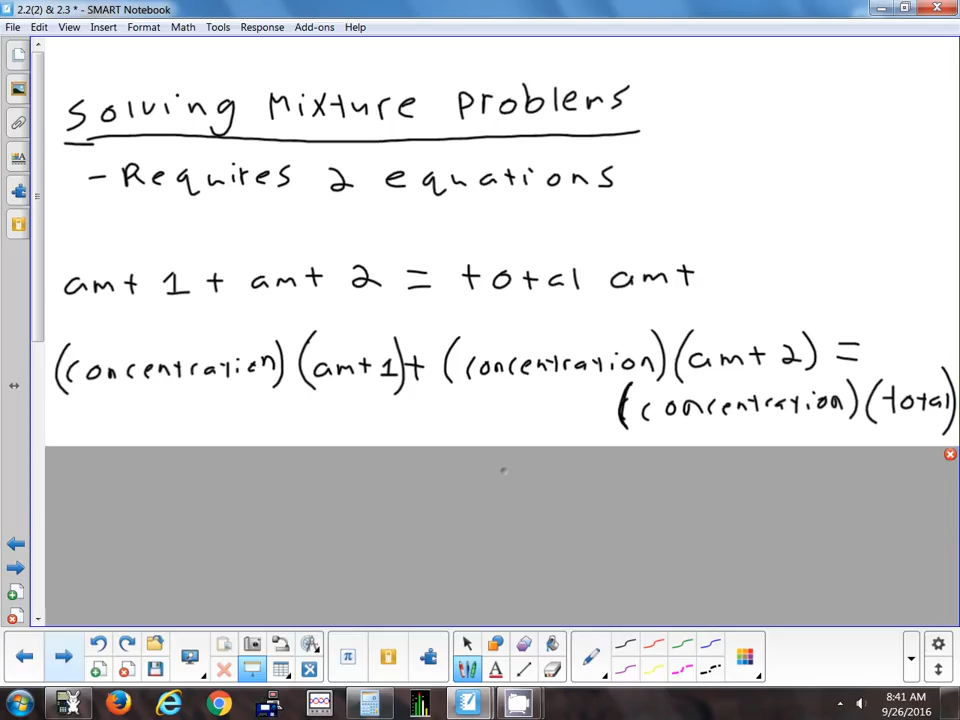 2.2(2) & 2.3 * - SMART Notebook
File Edit View Insert Format Math Tools Response Add-ons Help
Solving Mixture Problems
- Requires 2 equations
amt 1 + amt 2 = total amt
(concentration)(amt 1) + (concentration)(amt 2) =
(concentration)(total)
8:41 AM
9/26/2016